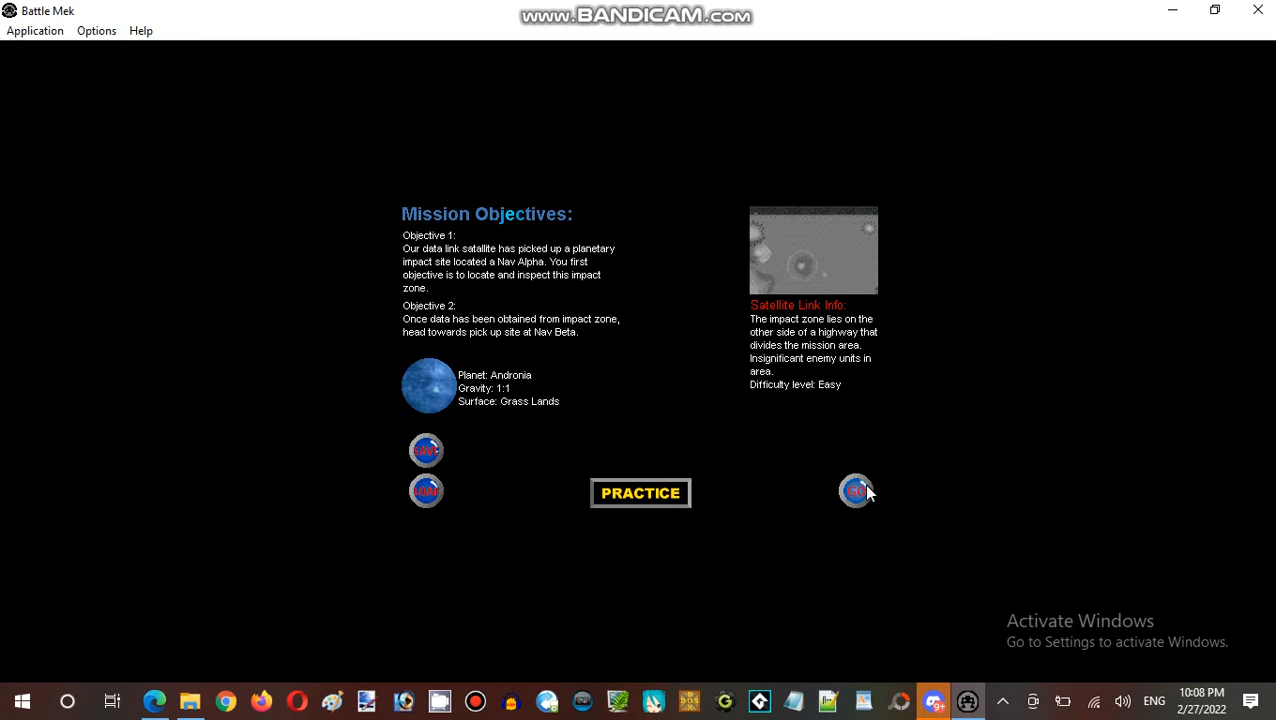 Battle Mek
www.BANDICAM.com
Application Options Help
Mission Objectives:
Objective 1:
Our data link satallite has picked up a planetary
impact site located a Nav Alpha. You first
objective is to locate and inspect this impact
zone.
Objective 2:
Once data has been obtained from impact zone,
head towards pick up site at Nav Beta.
Planet: Andronia
Gravity: 1:1
Surface: Grass Lands
Satellite Link Info:
The impact zone lies on the
other side of a highway that
divides the mission area.
Insignificant enemy units in
area.
Difficulty level: Easy
SAVE
LOAD
PRACTICE
GO
Activate Windows
Go to Settings to activate Windows.
DOS
ENG
10:08 PM
2/27/2022